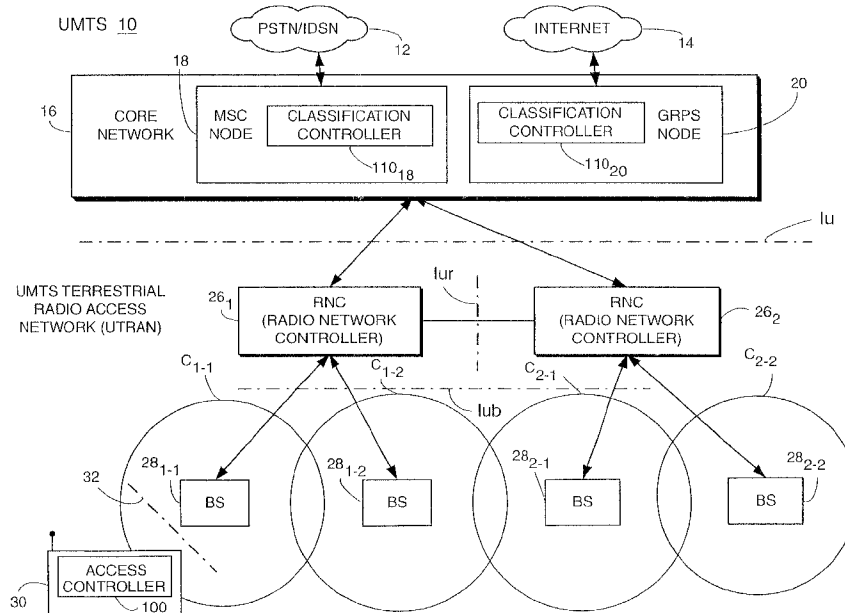 UMTS 10
PSTN/IDSN
12
INTERNET
14
18
20
16
CORE NETWORK
MSC NODE
CLASSIFICATION CONTROLLER
110 18
CLASSIFICATION CONTROLLER
110 20
GRPS NODE
Iu
UMTS TERRESTRIAL
RADIO ACCESS
NETWORK (UTRAN)
26 1
RNC
(RADIO NETWORK
CONTROLLER)
Iur
RNC
(RADIO NETWORK
CONTROLLER)
26 2
C 1-1
C 1-2
Iub
C 2-1
C 2-2
32
28 1-1
BS
28 1-2
BS
28 2-1
BS
28 2-2
BS
30
ACCESS
CONTROLLER
100